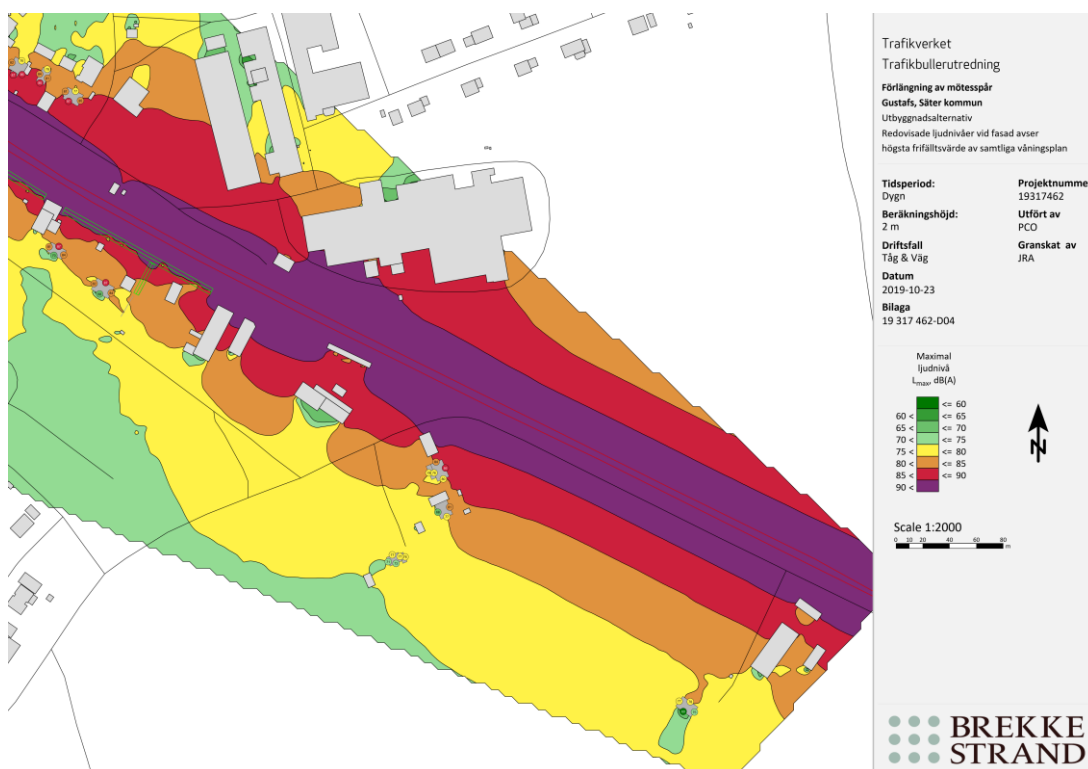 Trafikverket
Trafikbullerutredning
Förlängning av mötesspår
Gustafs, Säter kommun
Utbyggnadsalternativ
Redovisade ljudnivåer vid fasad avser
högsta frifältsvärde av samtliga våningsplan
Tidsperiod: Projektnumme
Dygn 19317462
Beräkningshöjd: Utfört av
2 m PCO
Driftsfall Granskat av
Tåg & Väg JRA
Datum
2019-10-23
Bilaga
19 317 462-D04
Maximal
ljudnivå
Lmax, dB(A)
<= 60
60 < <= 65
65 < <= 70
70 < <= 75
75 < <= 80
80 < <= 85
85 < <= 90
90 <
N
Scale 1:2000
0 10 20 40 60 80
m
BREKKE
STRAND